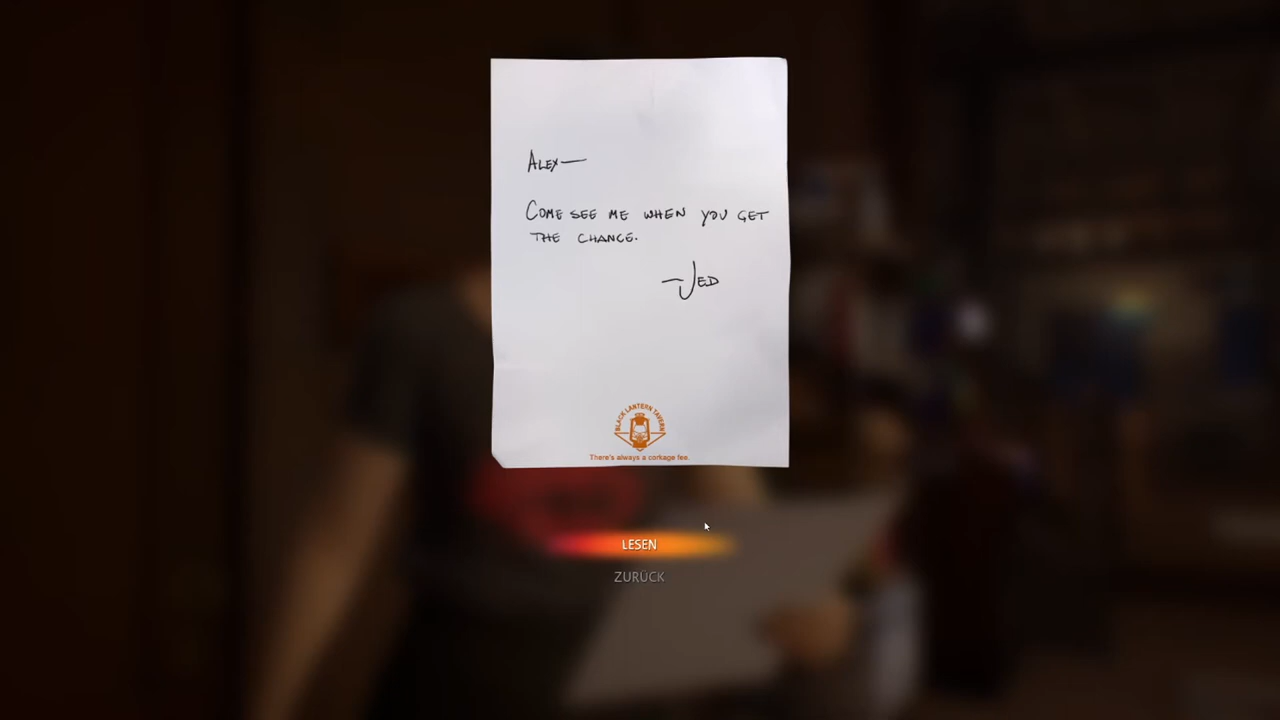 ALEX—
COME SEE ME WHEN YOU GET
THE CHANCE.
—JED
BLACK LANTERN TAVERN
There's always a corkage fee.
LESEN
ZURÜCK